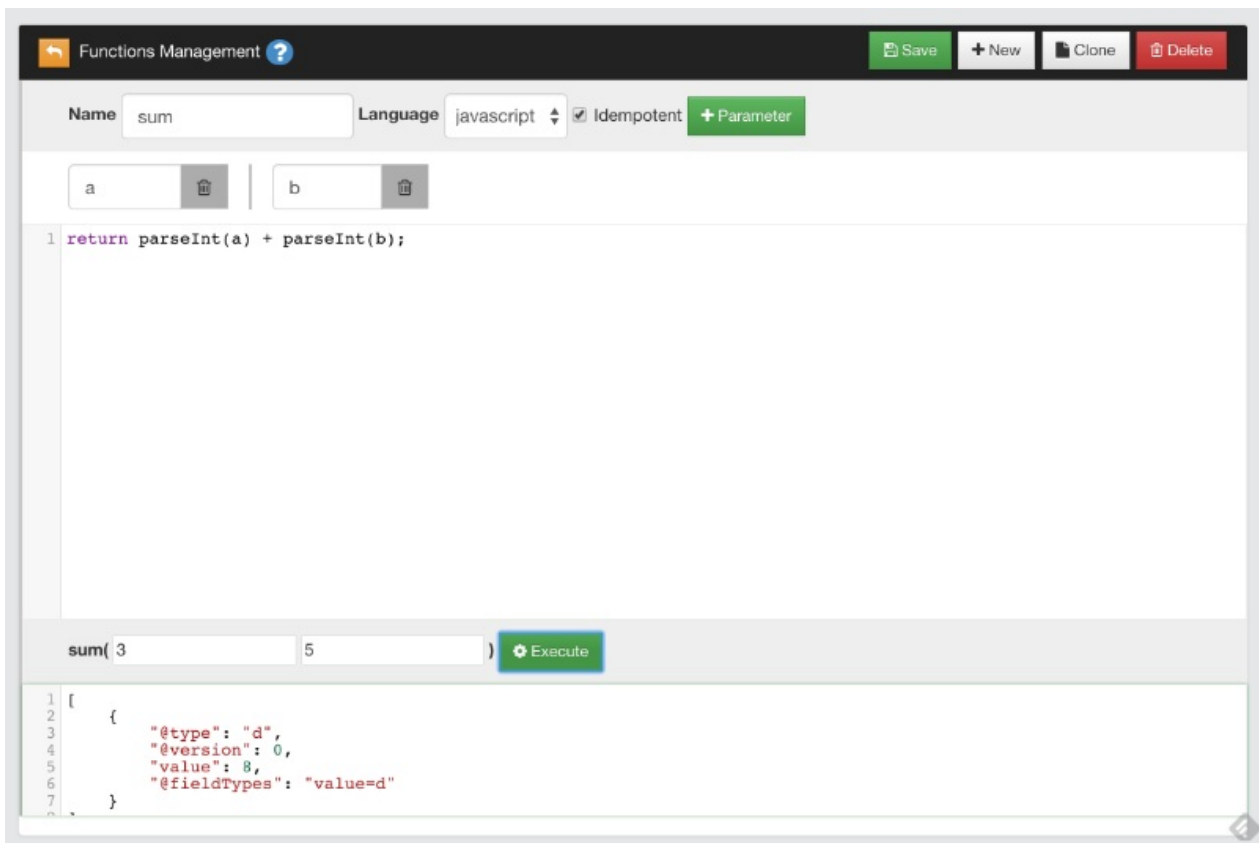 Functions Management ? Save + New Clone Delete
Name sum Language javascript Idempotent + Parameter
a b
1 return parseInt(a) + parseInt(b);
sum( 3 5 ) Execute
1 [
2 {
3 "@type": "d",
4 "@version": 0,
5 "value": 8,
6 "@fieldTypes": "value=d"
7 }